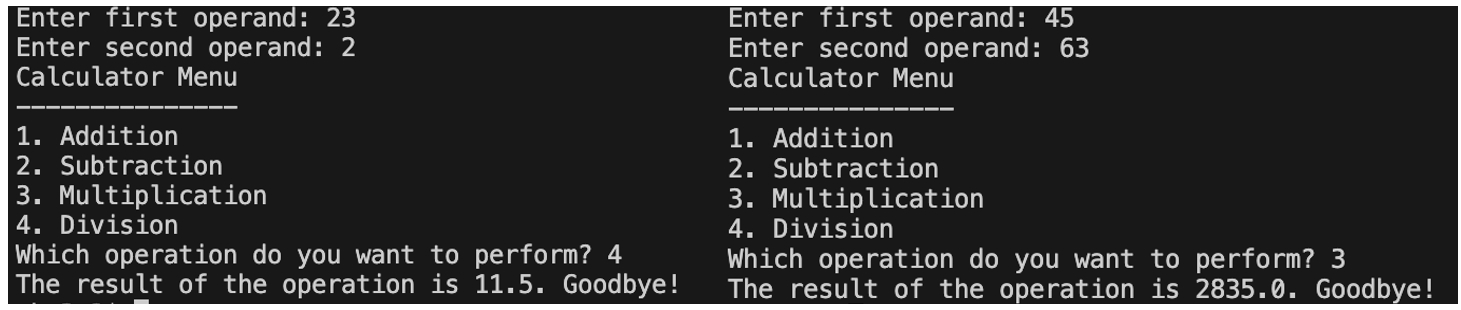 Enter first operand: 23
Enter second operand: 2
Calculator Menu
---------------
1. Addition
2. Subtraction
3. Multiplication
4. Division
Which operation do you want to perform? 4
The result of the operation is 11.5. Goodbye!
Enter first operand: 45
Enter second operand: 63
Calculator Menu
---------------
1. Addition
2. Subtraction
3. Multiplication
4. Division
Which operation do you want to perform? 3
The result of the operation is 2835.0. Goodbye!